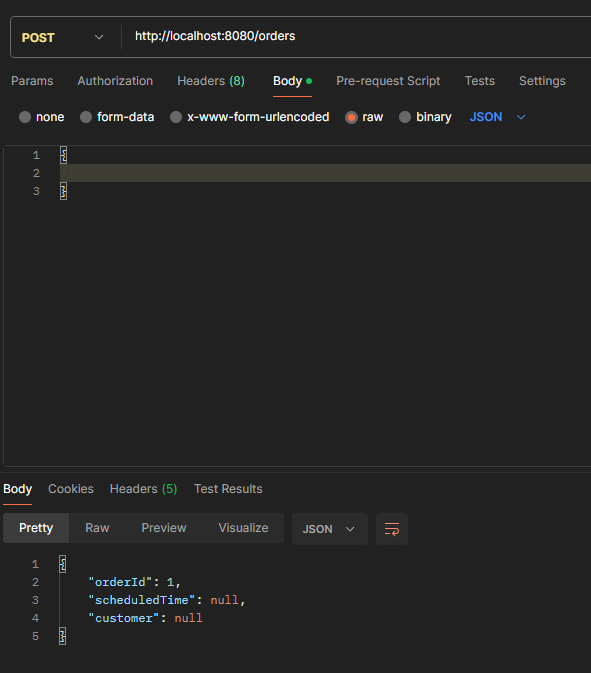 POST http://localhost:8080/orders
Params Authorization Headers (8) Body Pre-request Script Tests Settings
none form-data x-www-form-urlencoded raw binary JSON
1 {
2
3 }
Body Cookies Headers (5) Test Results
Pretty Raw Preview Visualize JSON
1 {
2 "orderId": 1,
3 "scheduledTime": null,
4 "customer": null
5 }